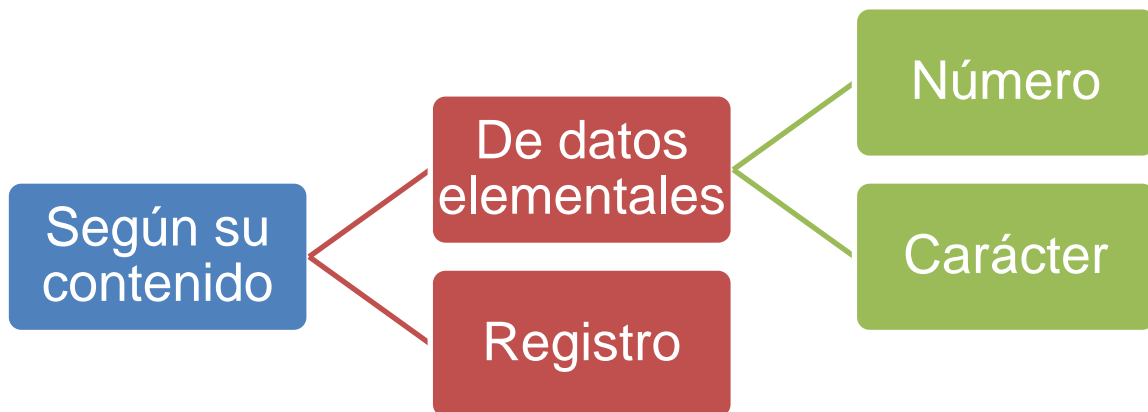 Según su
contenido
De datos
elementales
Registro
Número
Carácter